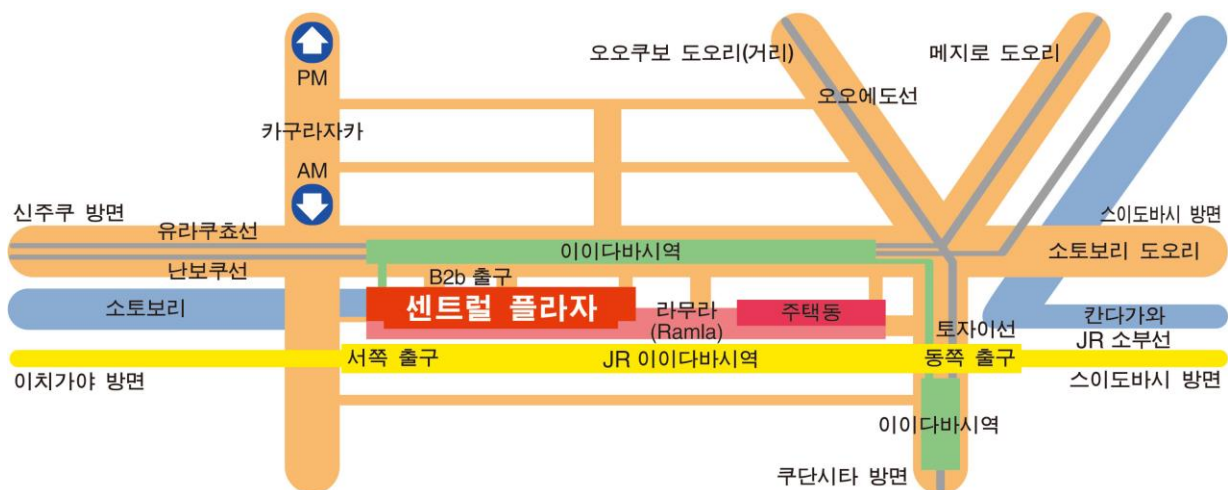 PM
카구라자카
AM
오오쿠보 도오리(거리)
메지로 도오리
오오에도선
신주쿠 방면
스이도바시 방면
유라쿠쵸선
이이다바시역
소토보리 도오리
난보쿠선
B2b 출구
소토보리
센트럴 플라자
라무라
(Ramla)
주택동
토자이선
칸다가와
JR 소부선
서쪽 출구
JR 이이다바시역
동쪽 출구
이치가야 방면
스이도바시 방면
이이다바시역
쿠단시타 방면